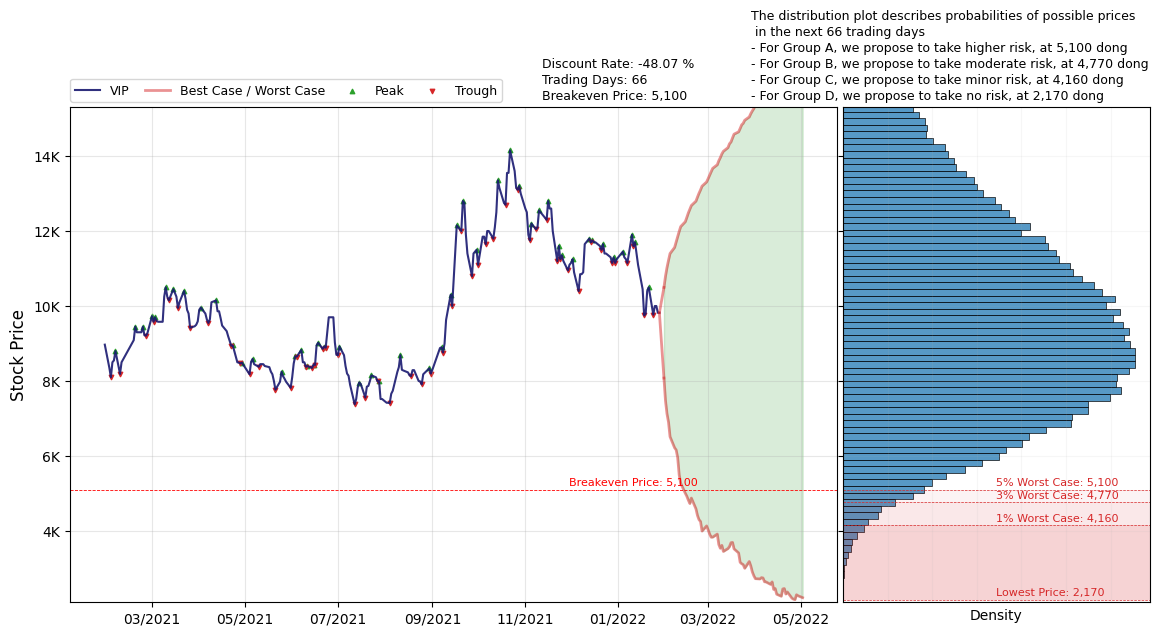 The distribution plot describes probabilities of possible prices
in the next 66 trading days
- For Group A, we propose to take higher risk, at 5,100 dong
- For Group B, we propose to take moderate risk, at 4,770 dong
- For Group C, we propose to take minor risk, at 4,160 dong
- For Group D, we propose to take no risk, at 2,170 dong
Discount Rate: -48.07 %
Trading Days: 66
Breakeven Price: 5,100
VIP
Best Case / Worst Case
Peak
Trough
Stock Price
14K
12K
10K
8K
6K
4K
Breakeven Price: 5,100
5% Worst Case: 5,100
3% Worst Case: 4,770
1% Worst Case: 4,160
Lowest Price: 2,170
03/2021
05/2021
07/2021
09/2021
11/2021
01/2022
03/2022
05/2022
Density